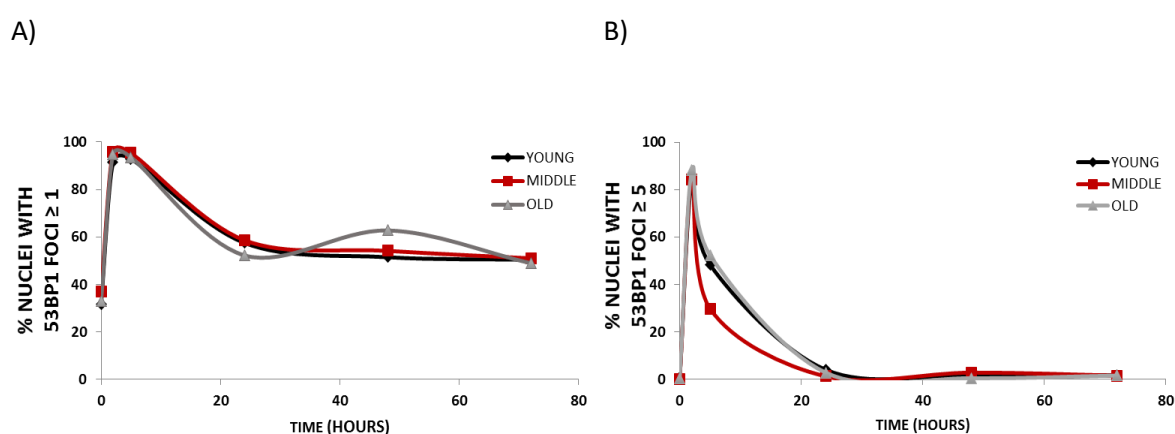 A)
B)
% NUCLEI WITH
53BP1 FOCI ≥ 1
100
80
60
40
20
0
0
20
40
60
80
TIME (HOURS)
YOUNG
MIDDLE
OLD
% NUCLEI WITH
53BP1 FOCI ≥ 5
100
80
60
40
20
0
0
20
40
60
80
TIME (HOURS)
YOUNG
MIDDLE
OLD